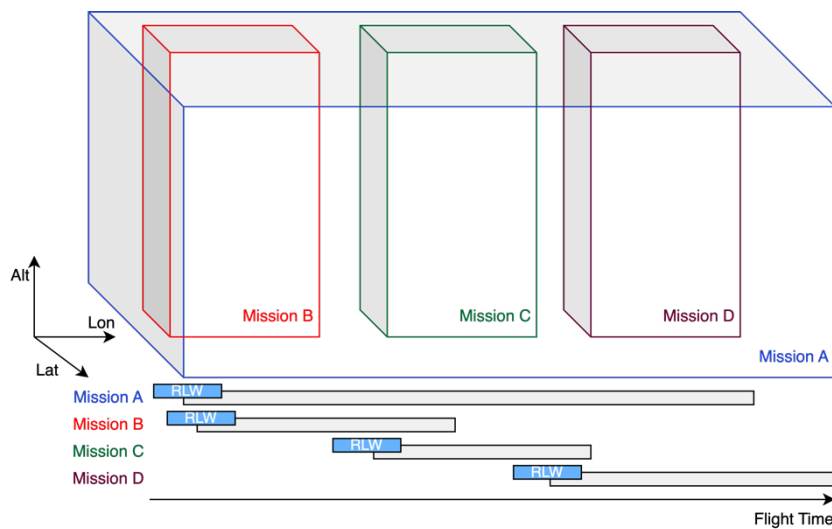 Mission B
Mission C
Mission D
Mission A
Alt
Lon
Lat
Mission A
RLW
Mission B
RLW
Mission C
RLW
Mission D
RLW
Flight Time